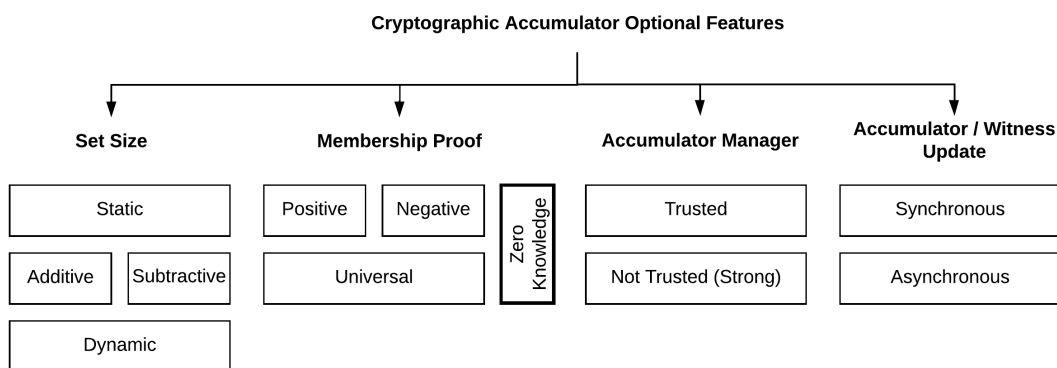 Cryptographic Accumulator Optional Features
Set Size
Static
Additive
Subtractive
Dynamic
Membership Proof
Positive
Negative
Universal
Zero
Knowledge
Accumulator Manager
Trusted
Not Trusted (Strong)
Accumulator / Witness
Update
Synchronous
Asynchronous